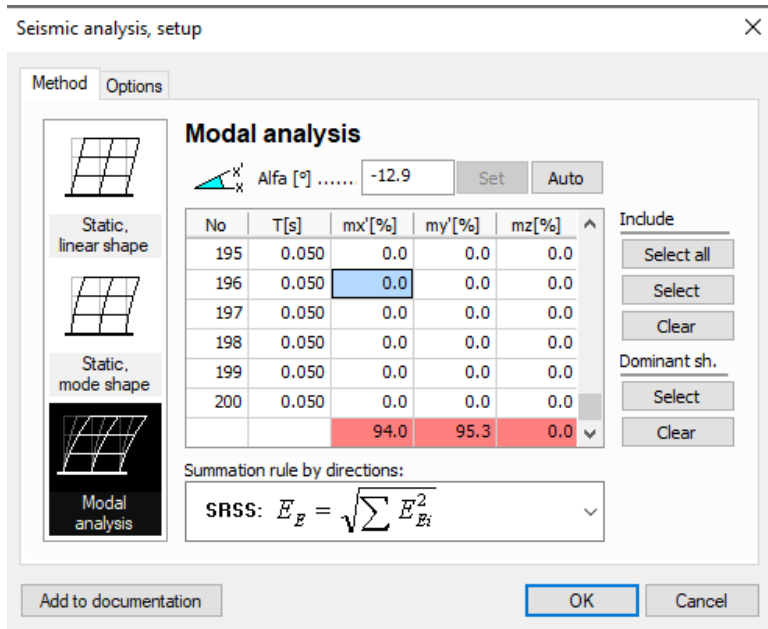 Seismic analysis, setup
Method Options
Static,
linear shape
Static,
mode shape
Modal
analysis
Modal analysis
x'
x
Alfa [º] ...... -12.9 Set Auto
No T[s] mx'[%] my'[%] mz[%]
195 0.050 0.0 0.0 0.0
196 0.050 0.0 0.0 0.0
197 0.050 0.0 0.0 0.0
198 0.050 0.0 0.0 0.0
199 0.050 0.0 0.0 0.0
200 0.050 0.0 0.0 0.0
94.0 95.3 0.0
Include
Select all
Select
Clear
Dominant sh.
Select
Clear
Summation rule by directions:
SRSS: E_E = √∑ E_{Ei}^2
Add to documentation OK Cancel